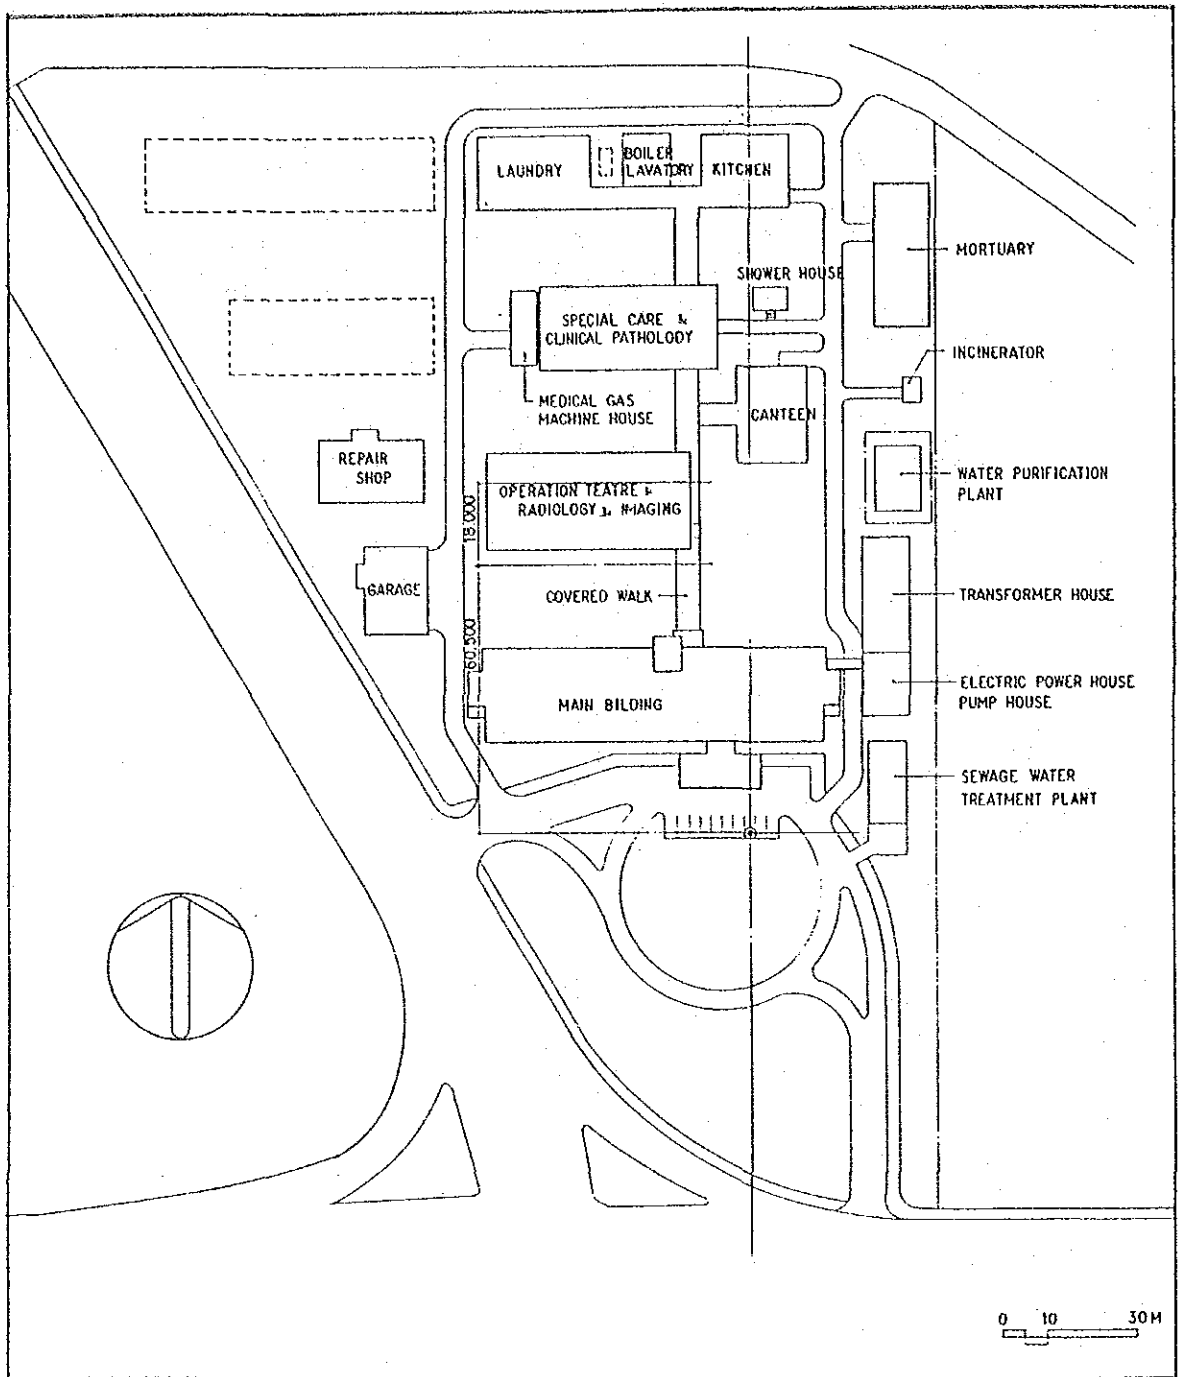 BOILER
LAUNDRY
LAVATORY
KITCHEN
MORTUARY
SHOWER HOUSE
SPECIAL CARE &
CLINICAL PATHOLODY
INCINERATOR
MEDICAL GAS
MACHINE HOUSE
CANTEEN
REPAIR
SHOP
WATER PURIFICATION
PLANT
OPERATION TEATRE &
RADIOLOGY & IMAGING
18.000
GARAGE
COVERED WALK
TRANSFORMER HOUSE
60.500
ELECTRIC POWER HOUSE
PUMP HOUSE
MAIN BILDING
SEWAGE WATER
TREATMENT PLANT
0 10 30 M